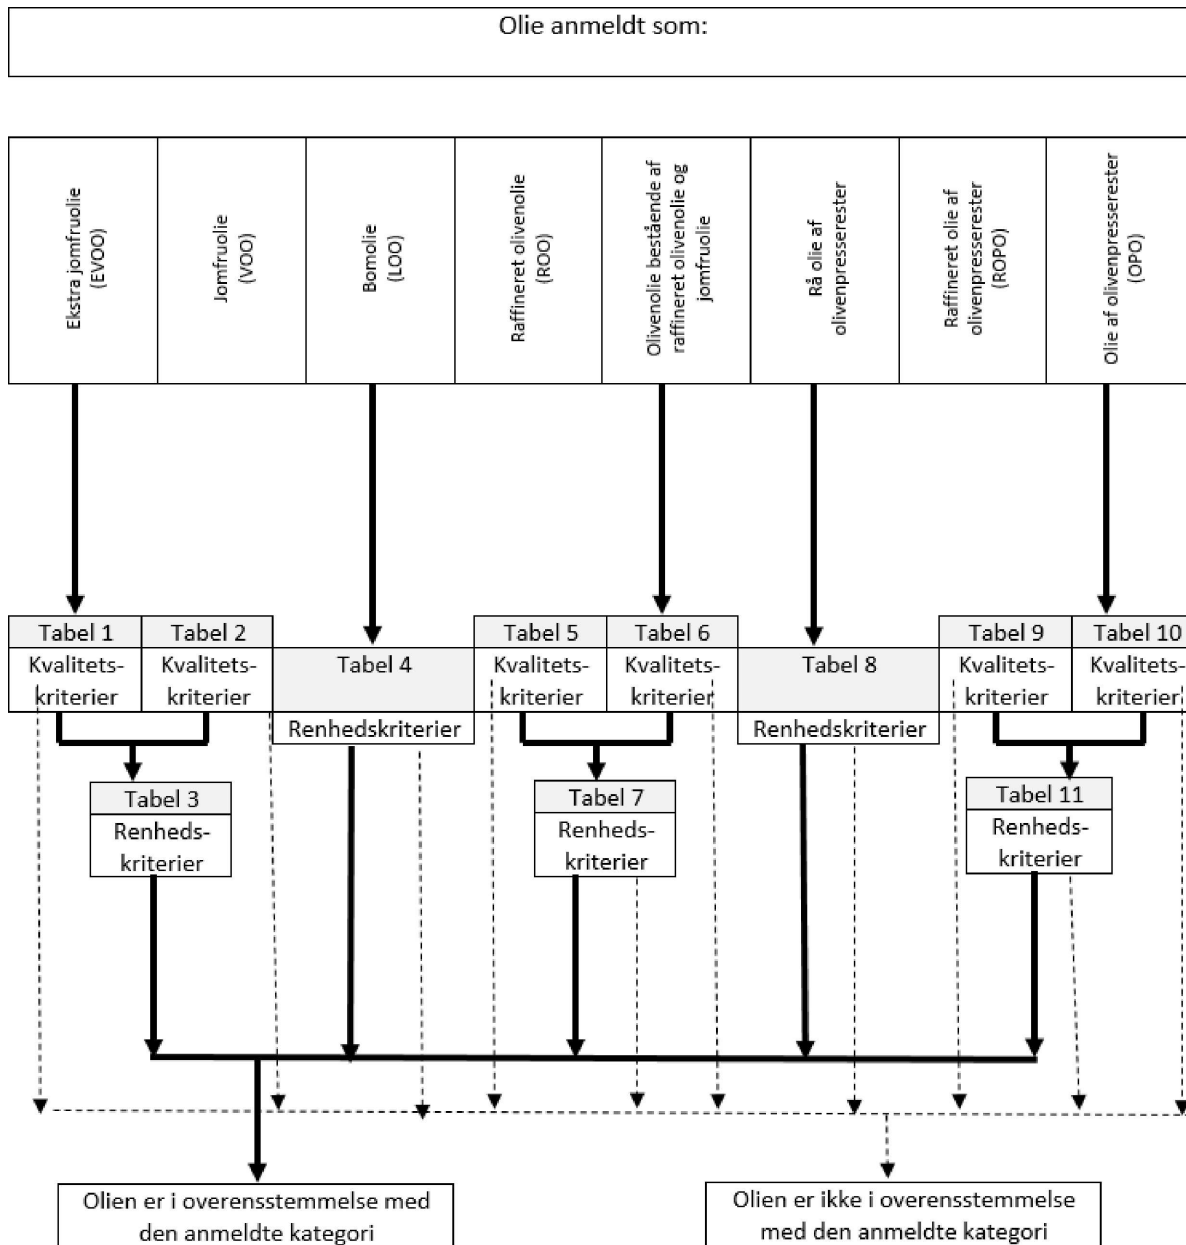 Olie anmeldt som:
Ekstra jomfruolie
(EVOO)
Jomfruolie
(VOO)
Bomolie
(LOO)
Raffineret olivenolie
(ROO)
Olivenolie bestående af
raffineret olivenolie og
jomfruolie
Rå olie af
olivenpresserester
Raffineret olie af
olivenpresserester
(ROPO)
Olie af olivenpresserester
(OPO)
Tabel 1
Kvalitets-
kriterier
Tabel 2
Kvalitets-
kriterier
Tabel 4
Renhedskriterier
Tabel 5
Kvalitets-
kriterier
Tabel 6
Kvalitets-
kriterier
Tabel 8
Renhedskriterier
Tabel 9
Kvalitets-
kriterier
Tabel 10
Kvalitets-
kriterier
Tabel 3
Renheds-
kriterier
Tabel 7
Renheds-
kriterier
Tabel 11
Renheds-
kriterier
Olien er i overensstemmelse med
den anmeldte kategori
Olien er ikke i overensstemmelse
med den anmeldte kategori